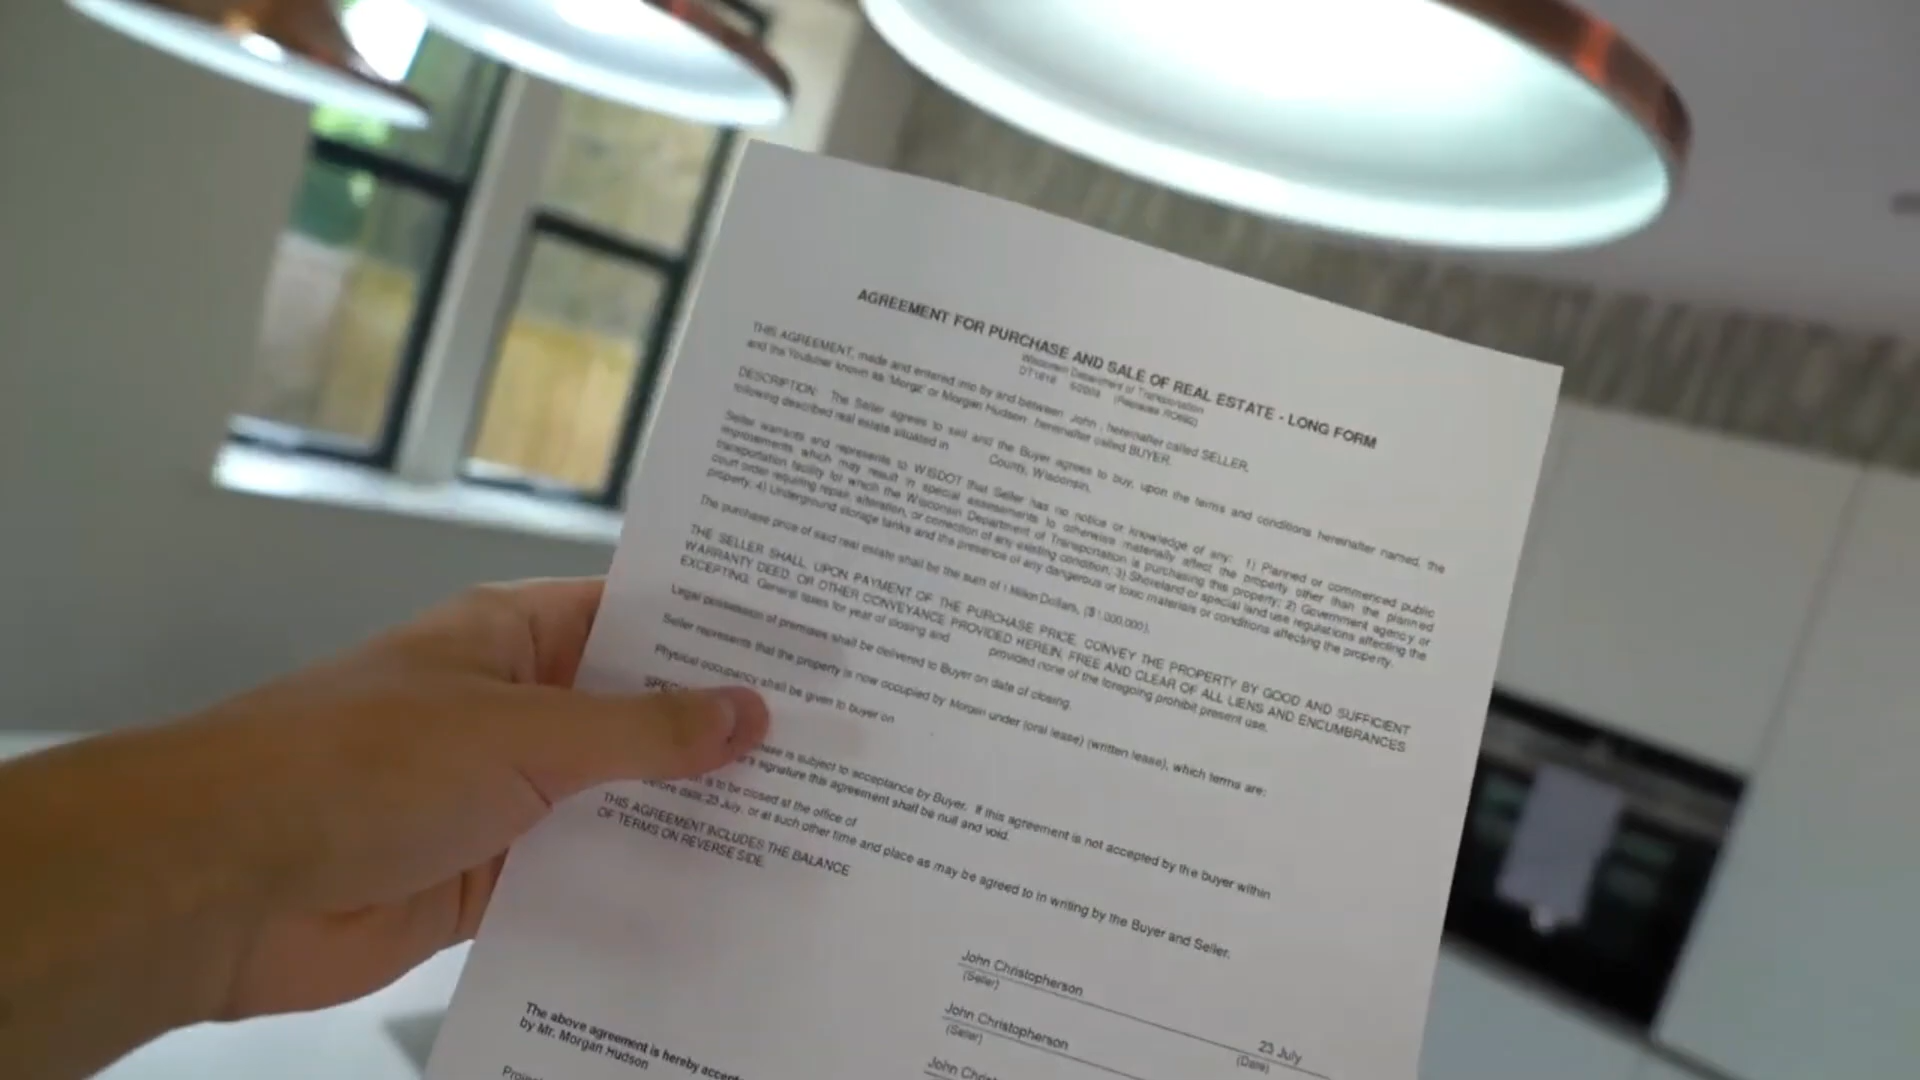 AGREEMENT FOR PURCHASE AND SALE OF REAL ESTATE - LONG FORM
Wisconsin Department of Transportation
DT1618 6/2003 (Replaces RE692)
THIS AGREEMENT, made and entered into by and between John , hereinafter called SELLER,
and the Youtuber known as 'Morgz' or Morgan Hudson hereinafter called BUYER.
DESCRIPTION: The Seller agrees to sell and the Buyer agrees to buy, upon the terms and conditions hereinafter named, the
following described real estate situated in County, Wisconsin.
Seller warrants and represents to WISDOT that Seller has no notice or knowledge of any: 1) Planned or commenced public
improvements which may result in special assessments to otherwise materially affect the property other than the planned
transportation facility for which the Wisconsin Department of Transportation is purchasing this property; 2) Government agency or
court order requiring repair, alteration, or correction of any existing condition; 3) Shoreland or special land use regulations affecting the
property; 4) Underground storage tanks and the presence of any dangerous or toxic materials or conditions affecting the property.
The purchase price of said real estate shall be the sum of 1 Million Dollars, ($1,000,000).
THE SELLER SHALL, UPON PAYMENT OF THE PURCHASE PRICE, CONVEY THE PROPERTY BY GOOD AND SUFFICIENT
WARRANTY DEED, OR OTHER CONVEYANCE PROVIDED HEREIN, FREE AND CLEAR OF ALL LIENS AND ENCUMBRANCES
EXCEPTING: General taxes for year of closing and provided none of the foregoing prohibit present use.
Legal possession of premises shall be delivered to Buyer on date of closing.
Seller represents that the property is now occupied by Morgan under (oral lease) (written lease), which terms are:
Physical occupancy shall be given to buyer on
is subject to acceptance by Buyer. If this agreement is not accepted by the buyer within
signature this agreement shall be null and void.
is to be closed at the office of
before date 23 July, or at such other time and place as may be agreed to in writing by the Buyer and Seller.
THIS AGREEMENT INCLUDES THE BALANCE
OF TERMS ON REVERSE SIDE.
John Christopherson
(Seller)
John Christopherson
(Seller)
23 July
(Date)
The above agreement is hereby
by Mr. Morgan Hudson
John